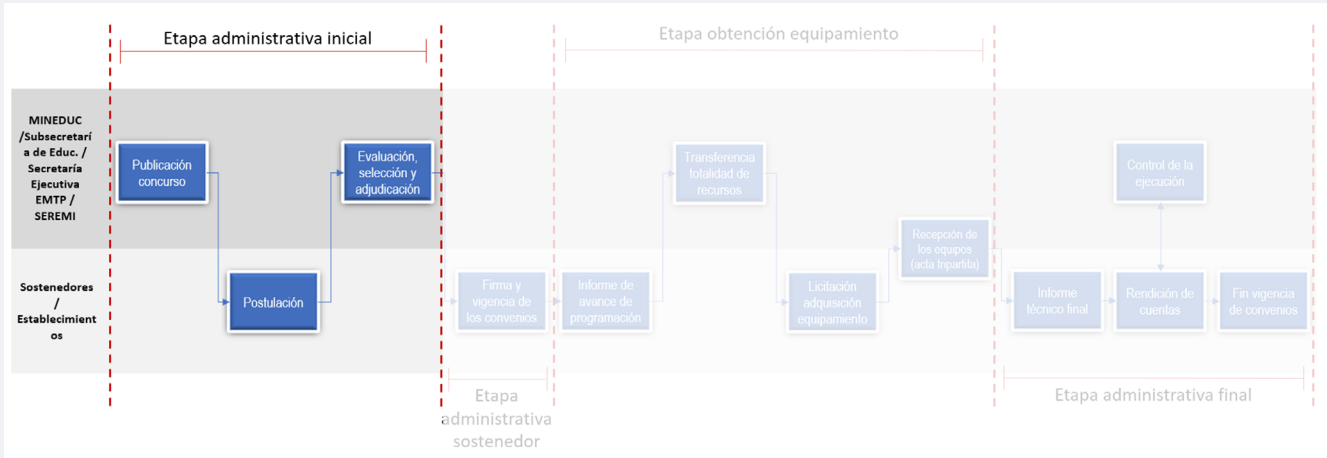 Etapa administrativa inicial
Etapa obtención equipamiento
MINEDUC
/Subsecretarí
a de Educ. /
Secretaría
Ejecutiva
EMTP /
SEREMI
Publicación
concurso
Evaluación,
selección y
adjudicación
Transferencia
totalidad de
recursos
Control de la
ejecución
Recepción de
los equipos
(acta tripartita)
Sostenedores
/
Establecimient
os
Postulación
Firma y
vigencia de
los convenios
Informe de
avance de
programación
Licitación
adquisición
equipamiento
Informe
técnico final
Rendición de
cuentas
Fin vigencia
de convenios
Etapa
administrativa
sostenedor
Etapa administrativa final